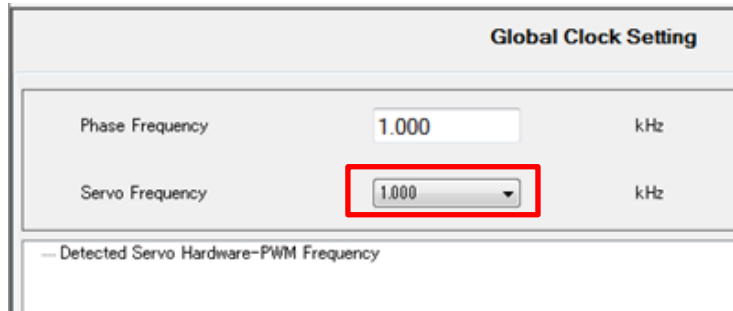 Global Clock Setting
Phase Frequency 1.000 kHz
Servo Frequency 1.000 kHz
Detected Servo Hardware-PWM Frequency